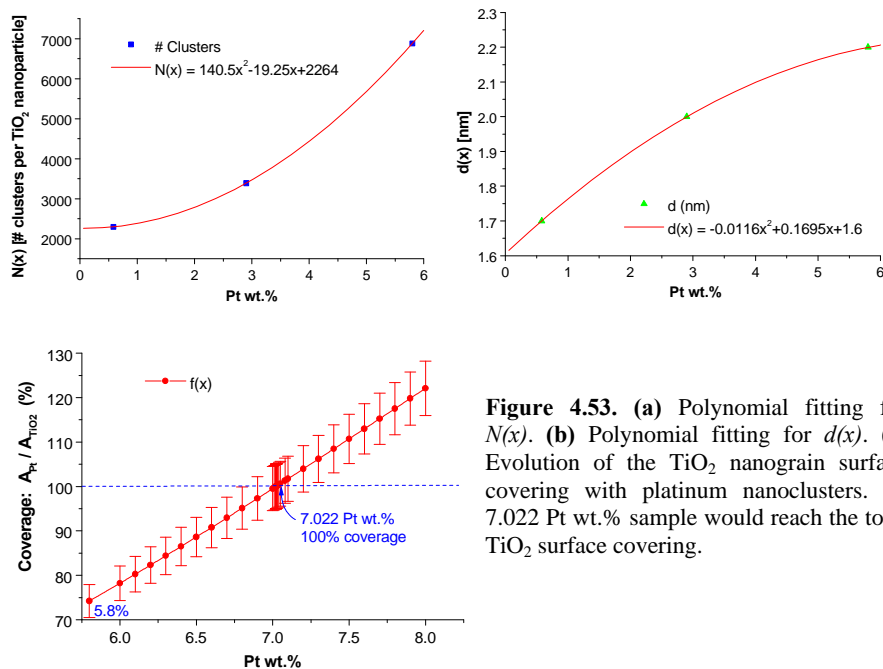 7000
6000
5000
4000
3000
2000
N(x) [# clusters per TiO2 nanoparticle]
# Clusters
N(x) = 140.5x²-19.25x+2264
0 1 2 3 4 5 6
Pt wt.%
2.3
2.2
2.1
2.0
1.9
1.8
1.7
1.6
d(x) [nm]
d (nm)
d(x) = -0.0116x²+0.1695x+1.6
0 1 2 3 4 5 6
Pt wt.%
130
120
110
100
90
80
70
Coverage: APt / ATiO2 (%)
f(x)
7.022 Pt wt.%
100% coverage
5.8%
6.0 6.5 7.0 7.5 8.0
Pt wt.%
Figure 4.53. (a) Polynomial fitting
N(x). (b) Polynomial fitting for d(x).
Evolution of the TiO2 nanograin
covering with platinum nanoclusters.
7.022 Pt wt.% sample would reach the
TiO2 surface covering.